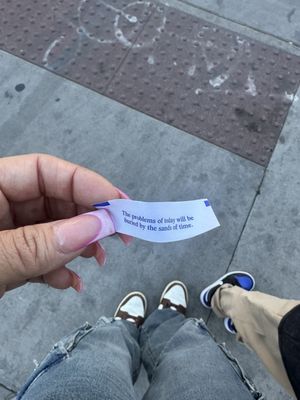 The problems of today will be
buried by the sands of time.